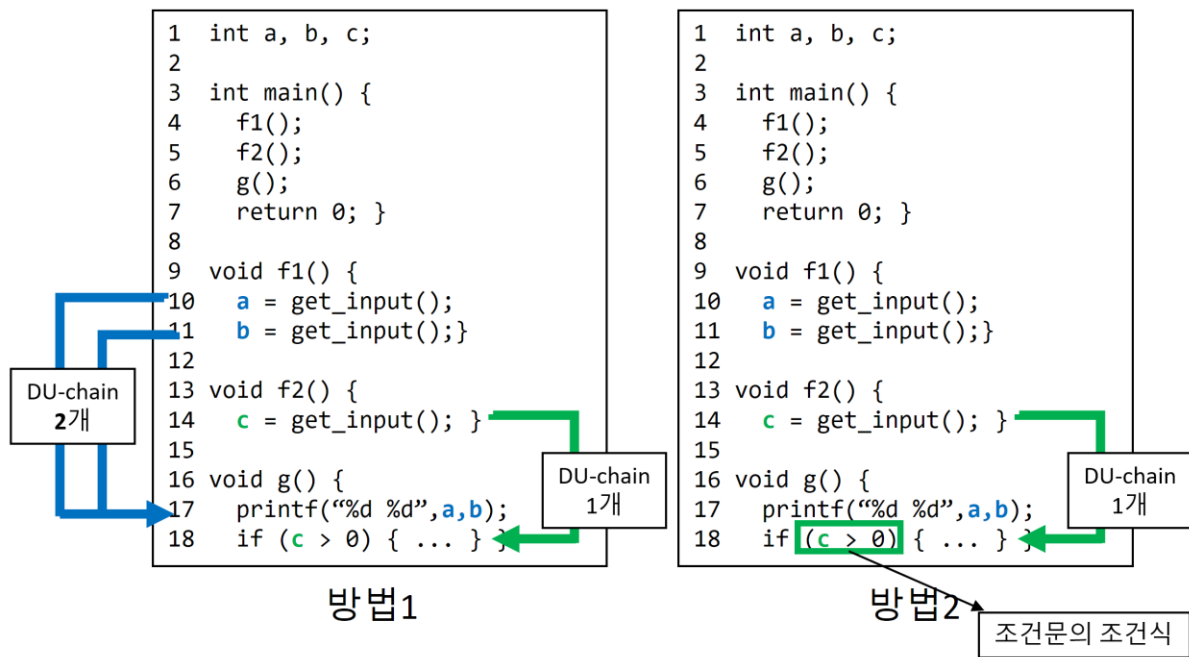 1 int a, b, c;
2
3 int main() {
4 f1();
5 f2();
6 g();
7 return 0; }
8
9 void f1() {
10 a = get_input();
11 b = get_input();}
12
13 void f2() {
14 c = get_input(); }
15
16 void g() {
17 printf(“%d %d”,a,b);
18 if (c > 0) { ... } }
DU-chain
2개
DU-chain
1개
방법1
1 int a, b, c;
2
3 int main() {
4 f1();
5 f2();
6 g();
7 return 0; }
8
9 void f1() {
10 a = get_input();
11 b = get_input();}
12
13 void f2() {
14 c = get_input(); }
15
16 void g() {
17 printf(“%d %d”,a,b);
18 if (c > 0) { ... } }
DU-chain
1개
방법2
조건문의 조건식